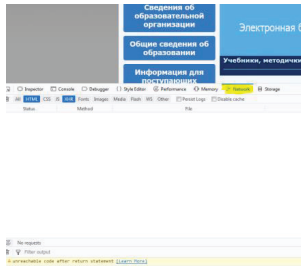 Сведения об
образовательной
организации
Электронная б
Общие сведения об
образовании
Учебники, методички
Информация для
поступающих
Inspector Console Debugger {} Style Editor Performance Memory Network Storage
All HTML CSS JS XHR Fonts Images Media Flash WS Other Persist Logs Disable cache
Status Method File
No requests
Filter output
unreachable code after return statement [Learn More]